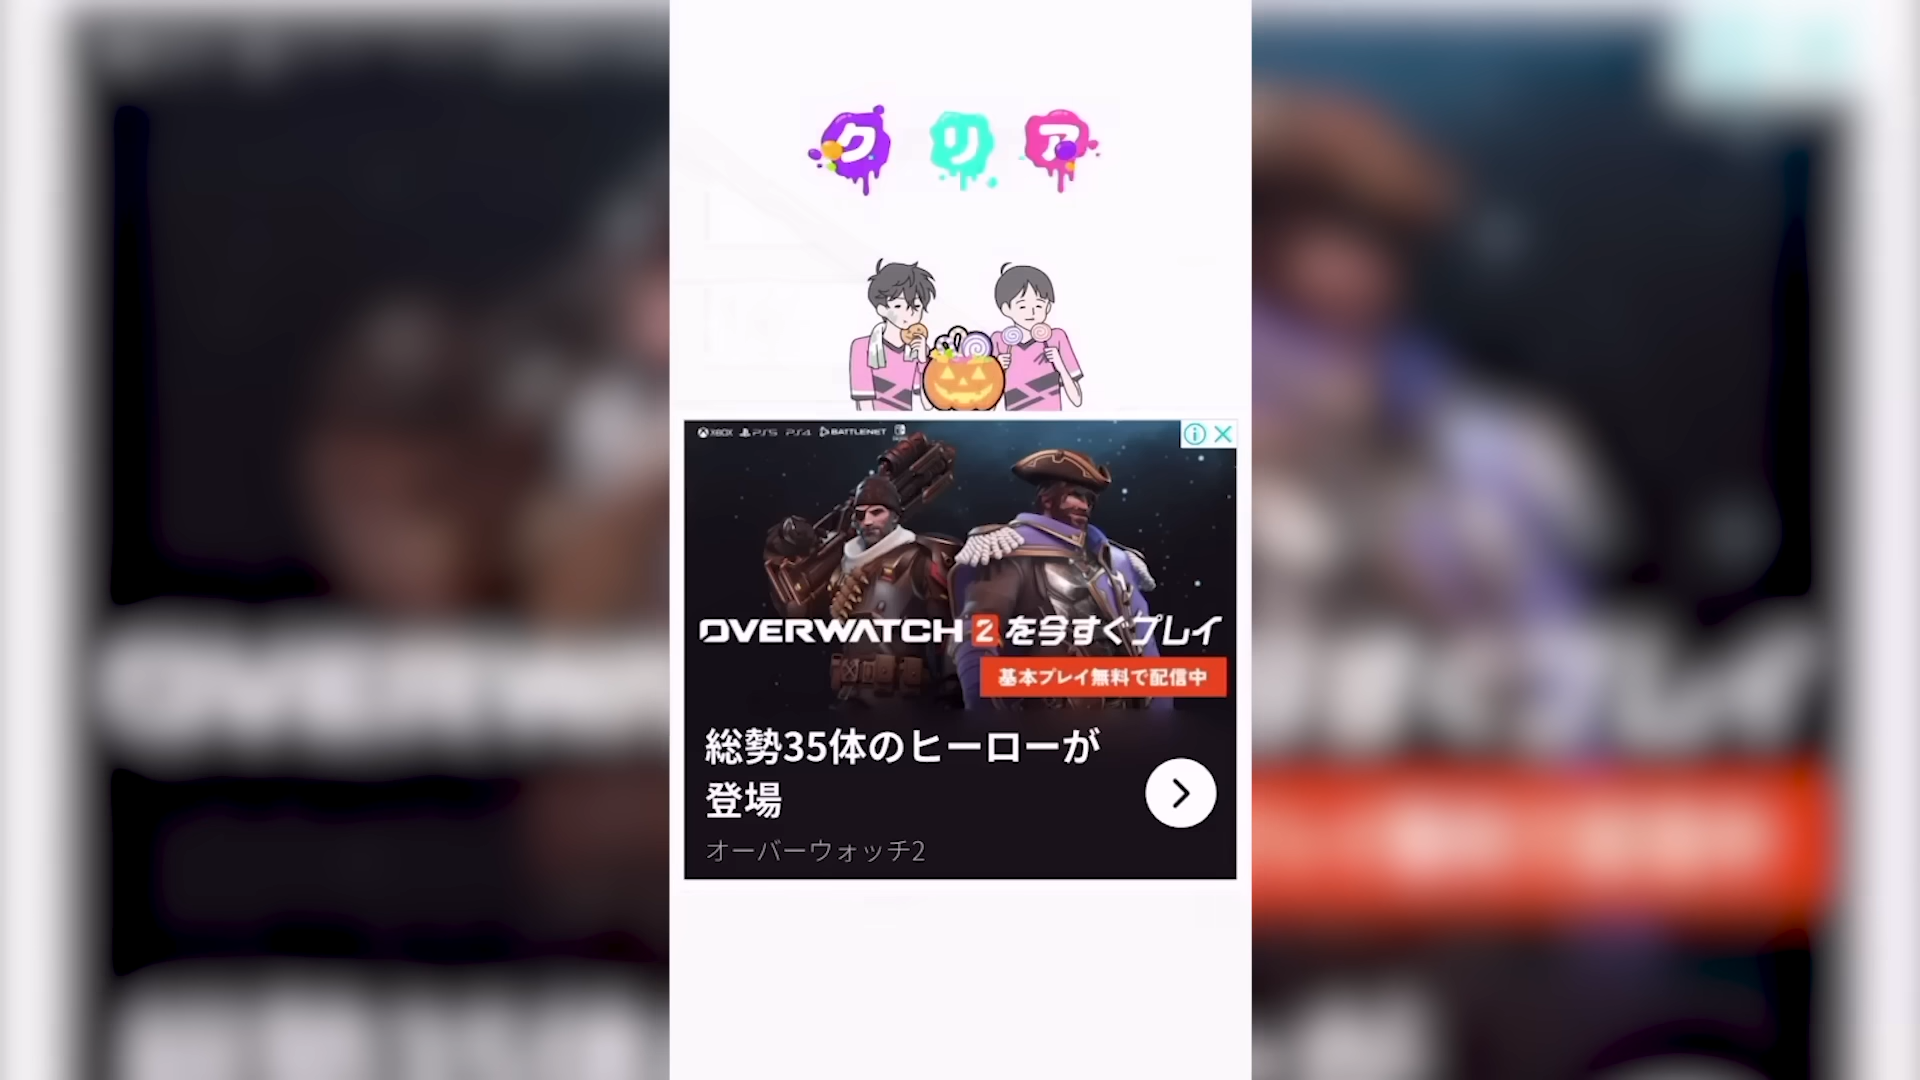 クリア
XBOX PS5 PS4 BATTLENET
OVERWATCH 2 を今すぐプレイ
基本プレイ無料で配信中
総勢35体のヒーローが
登場
オーバーウォッチ2